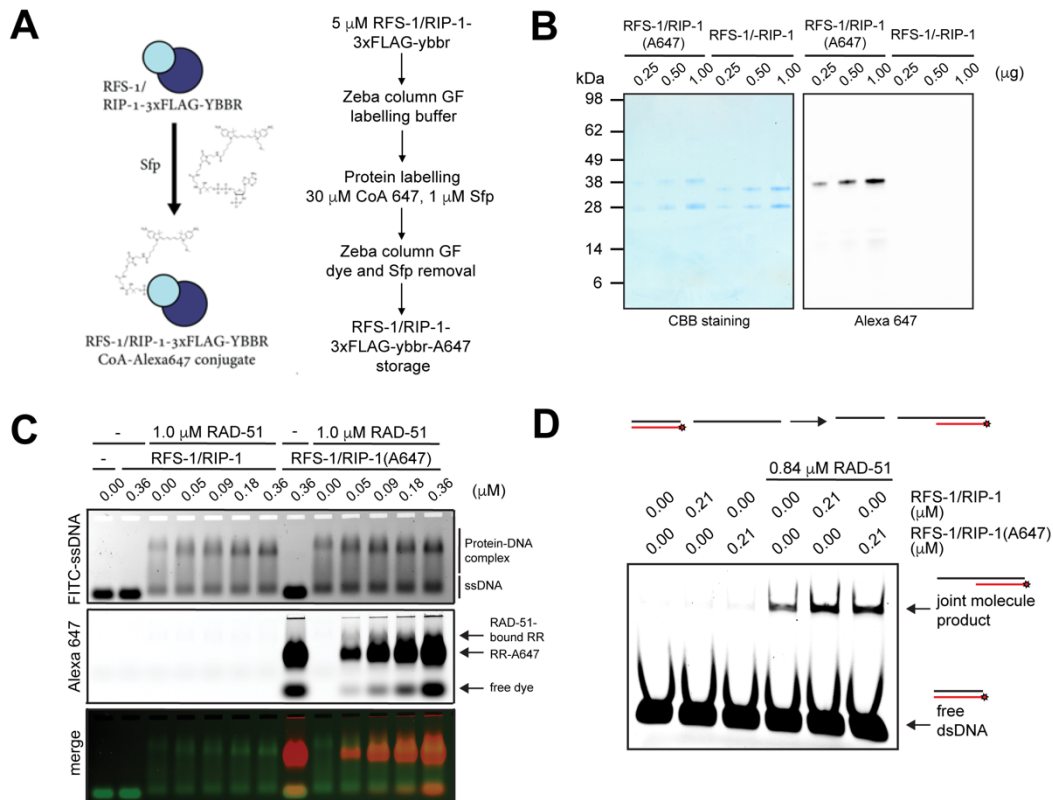 A
RFS-1/
RIP-1-3xFLAG-YBBR
Sfp
RFS-1/RIP-1-3xFLAG-YBBR
CoA-Alexa647 conjugate
5 μM RFS-1/RIP-1-
3xFLAG-ybbr
Zeba column GF
labelling buffer
Protein labelling
30 μM CoA 647, 1 μM Sfp
Zeba column GF
dye and Sfp removal
RFS-1/RIP-1-
3xFLAG-ybbr-A647
storage
B
RFS-1/RIP-1
(A647) RFS-1/-RIP-1 RFS-1/RIP-1
(A647) RFS-1/-RIP-1
0.25 0.50 1.00 0.25 0.50 1.00 0.25 0.50 1.00 0.25 0.50 1.00 (μg)
kDa
98
62
49
38
28
14
6
CBB staining Alexa 647
C
- 1.0 μM RAD-51 - 1.0 μM RAD-51
- RFS-1/RIP-1 RFS-1/RIP-1(A647)
0.00 0.36 0.00 0.05 0.09 0.18 0.36 0.36 0.00 0.05 0.09 0.18 0.36 (μM)
FITC-ssDNA
Protein-DNA
complex
ssDNA
Alexa 647
RAD-51-
bound RR
RR-A647
free dye
merge
D
0.84 μM RAD-51
0.00 0.21 0.00 0.00 0.21 0.00 RFS-1/RIP-1
(μM)
0.00 0.00 0.21 0.00 0.00 0.21 RFS-1/RIP-1(A647)
(μM)
joint molecule
product
free
dsDNA